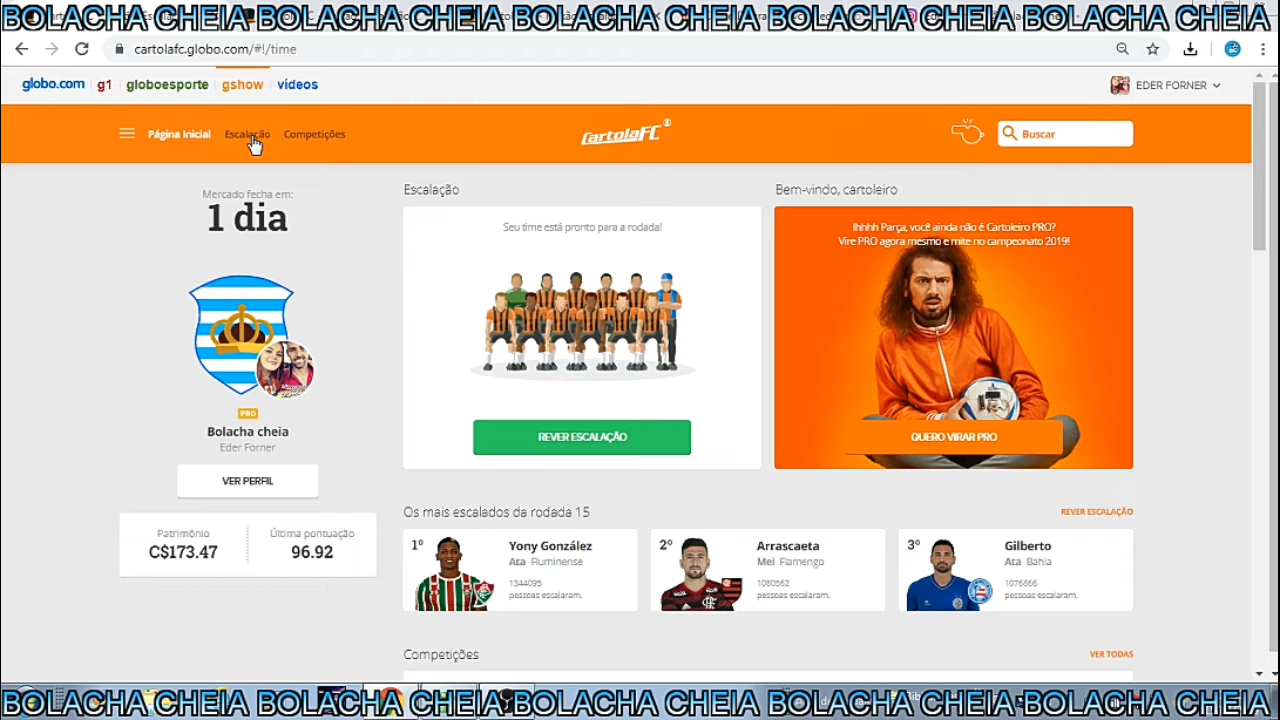 BOLACHA CHEIA BOLACHA CHEIA BOLACHA CHEIA BOLACHA CHEIA BOLACHA CHEIA
cartolafc.globo.com/#!/time
globo.com g1 globoesporte gshow vídeos EDER FORNER
Página Inicial Escalação Competições CartolaFC Buscar
Mercado fecha em:
1 dia
PRO
Bolacha cheia
Eder Forner
VER PERFIL
Patrimônio
C$173.47
Última pontuação
96.92
Escalação
Seu time está pronto para a rodada!
REVER ESCALAÇÃO
Bem-vindo, cartoleiro
Ihhhh Parça, você ainda não é Cartoleiro PRO?
Vire PRO agora mesmo e mite no campeonato 2019!
QUERO VIRAR PRO
Os mais escalados da rodada 15
REVER ESCALAÇÃO
1º Yony González
Ata Fluminense
1344095
pessoas escalaram.
2º Arrascaeta
Mei Flamengo
1080562
pessoas escalaram.
3º Gilberto
Ata Bahia
1076866
pessoas escalaram.
Competições
VER TODAS
BOLACHA CHEIA BOLACHA CHEIA BOLACHA CHEIA BOLACHA CHEIA BOLACHA CHEIA